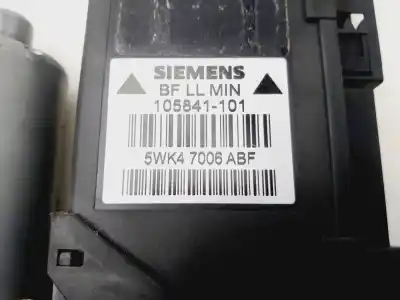 SIEMENS
BF LL MIN
105841-101
5WK4 7006 ABF